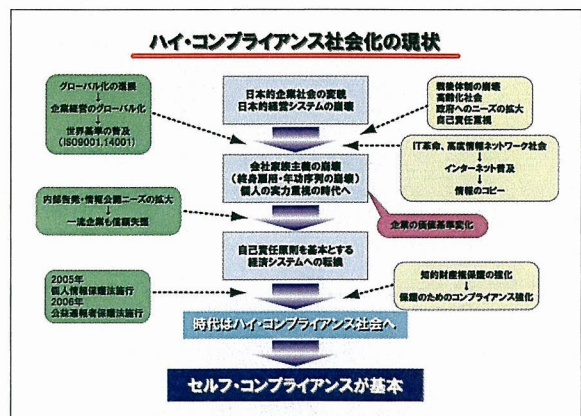 ハイ・コンプライアンス社会化の現状
グローバル化の進展
↓
企業経営のグローバル化
↓
世界基準の普及
(ISO9001,14001)
日本的企業社会の変貌
日本的経営システムの崩壊
戦後体制の崩壊
高齢化社会
政府へのニーズの拡大
自己責任重視
IT革命、高度情報ネットワーク社会
↓
インターネット普及
↓
情報のコピー
会社家族主義の崩壊
(終身雇用・年功序列の崩壊)
個人の実力重視の時代へ
内部告発・情報公開ニーズの拡大
↓
一流企業も信頼失墜
企業の価値基準変化
自己責任原則を基本とする
経済システムへの転換
2005年
個人情報保護法施行
2006年
公益通報者保護法施行
知的財産権保護の強化
↓
保護のためのコンプライアンス強化
時代はハイ・コンプライアンス社会へ
セルフ・コンプライアンスが基本